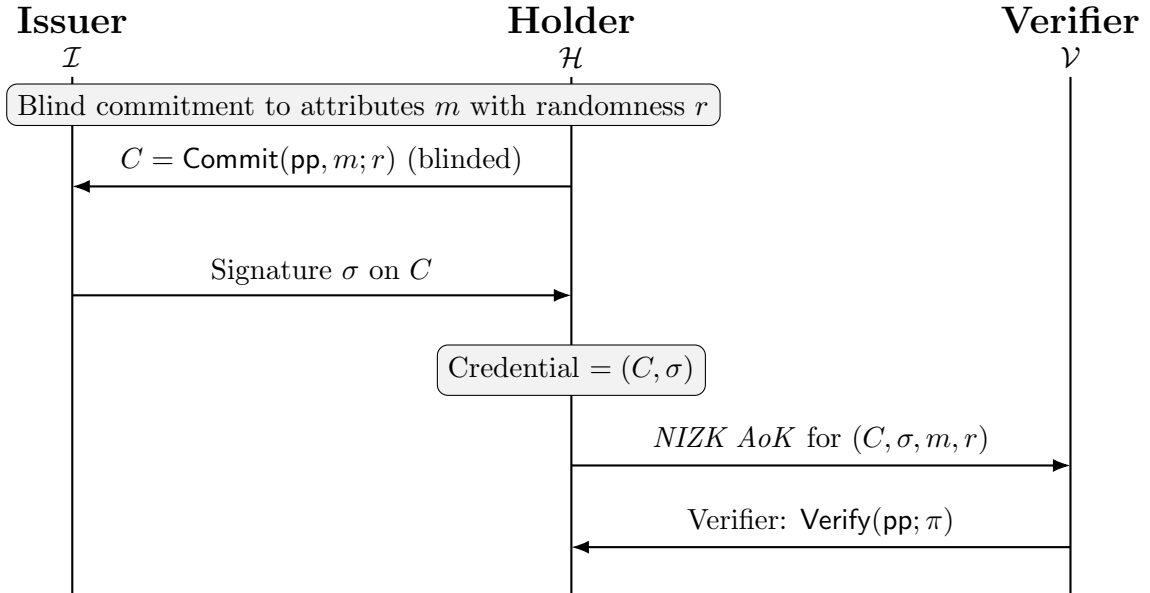 Issuer Holder Verifier
ℐ ℋ 𝒱
Blind commitment to attributes m with randomness r
C = Commit(pp, m; r) (blinded)
Signature σ on C
Credential = (C, σ)
NIZK AoK for (C, σ, m, r)
Verifier: Verify(pp; π)